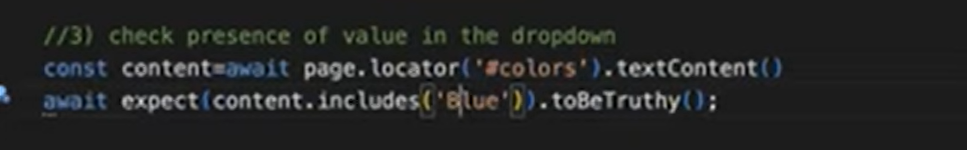 //3) check presence of value in the dropdown
const content=await page.locator('#colors').textContent()
await expect(content.includes('Blue')).toBeTruthy();